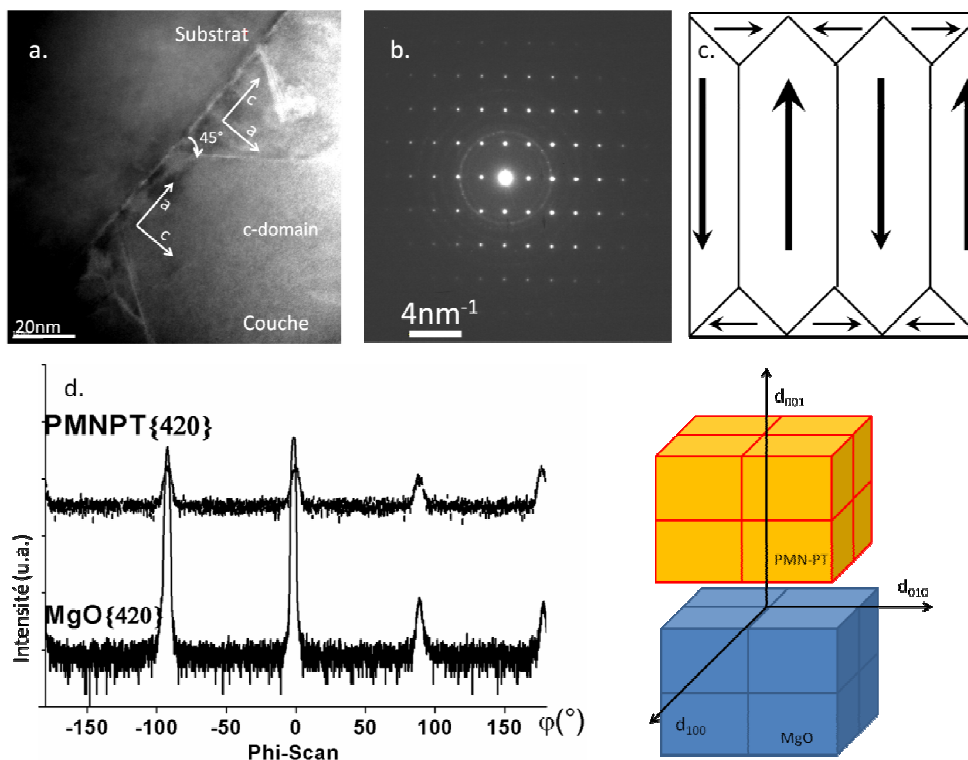 a.
Substrat
c
a
45°
a
c
c-domain
Couche
20nm
b.
4nm⁻¹
c.
d.
PMNPT{420}
MgO{420}
Intensité (u.a.)
-150 -100 -50 0 50 100 150
φ(°)
Phi-Scan
d₀₀₁
PMN-PT
d₀₁₀
d₁₀₀
MgO